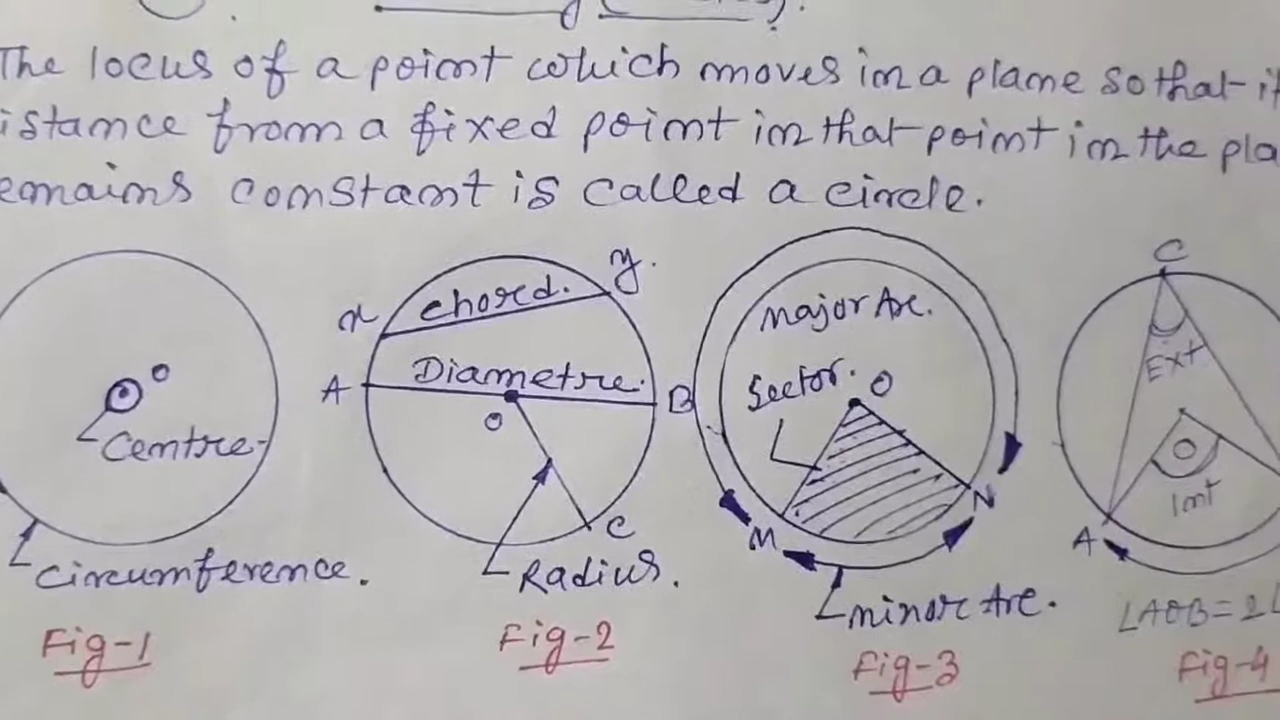 The locus of a point which moves in a plane so that it
istance from a fixed point in that point in the pla
emains constant is called a circle.
O
Centre
Circumference.
Fig-1
x
y.
chord.
A
Diametre.
B
O
C
Radius.
Fig-2
Major Arc.
Sector.
O
M
N
minor Arc.
Fig-3
C
Ext
O
Int
A
∠AOB=2∠
Fig-4